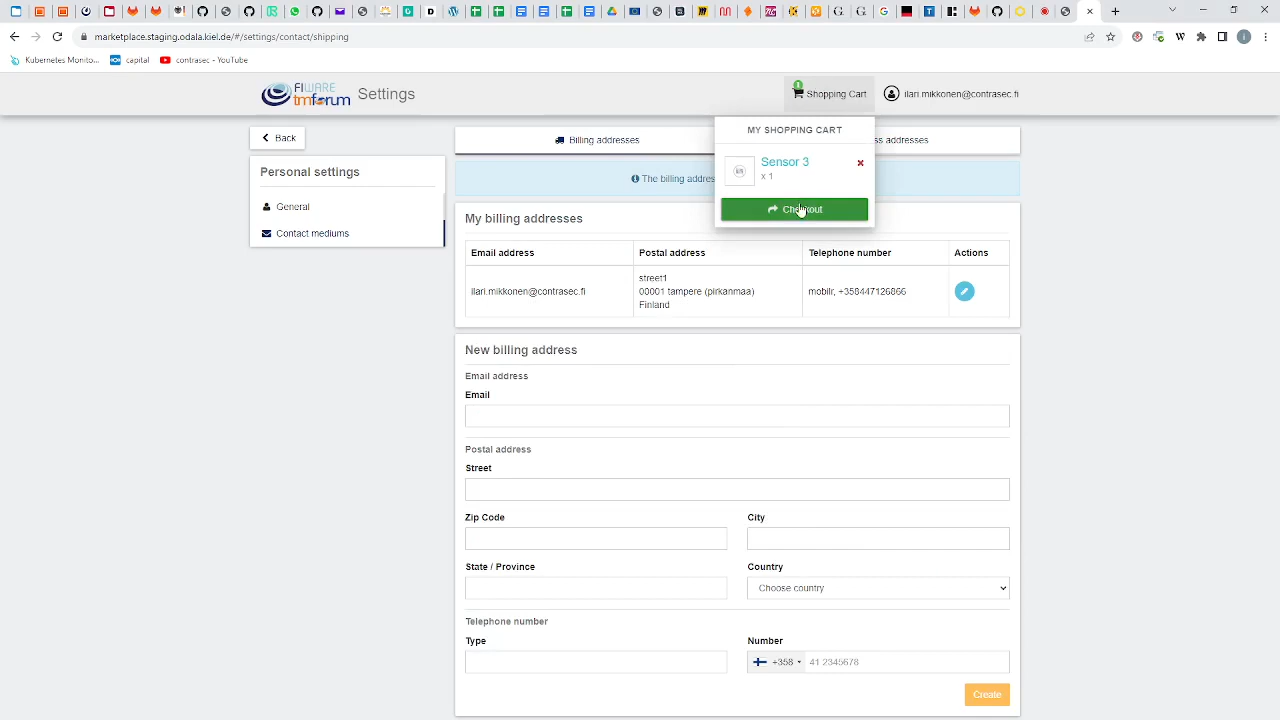 marketplace.staging.odala.kiel.de/#/settings/contact/shipping
Kubernetes Monito...
capital
contrasec - YouTube
FIWARE
tmforum
Settings
1
Shopping Cart
ilari.mikkonen@contrasec.fi
Back
Billing addresses
ss addresses
MY SHOPPING CART
Sensor 3
x 1
Checkout
The billing addres
Personal settings
General
Contact mediums
My billing addresses
Email address
Postal address
Telephone number
Actions
ilari.mikkonen@contrasec.fi
street1
00001 tampere (pirkanmaa)
Finland
mobilr, +358447126866
New billing address
Email address
Email
Postal address
Street
Zip Code
City
State / Province
Country
Choose country
Telephone number
Type
Number
+358
41 2345678
Create